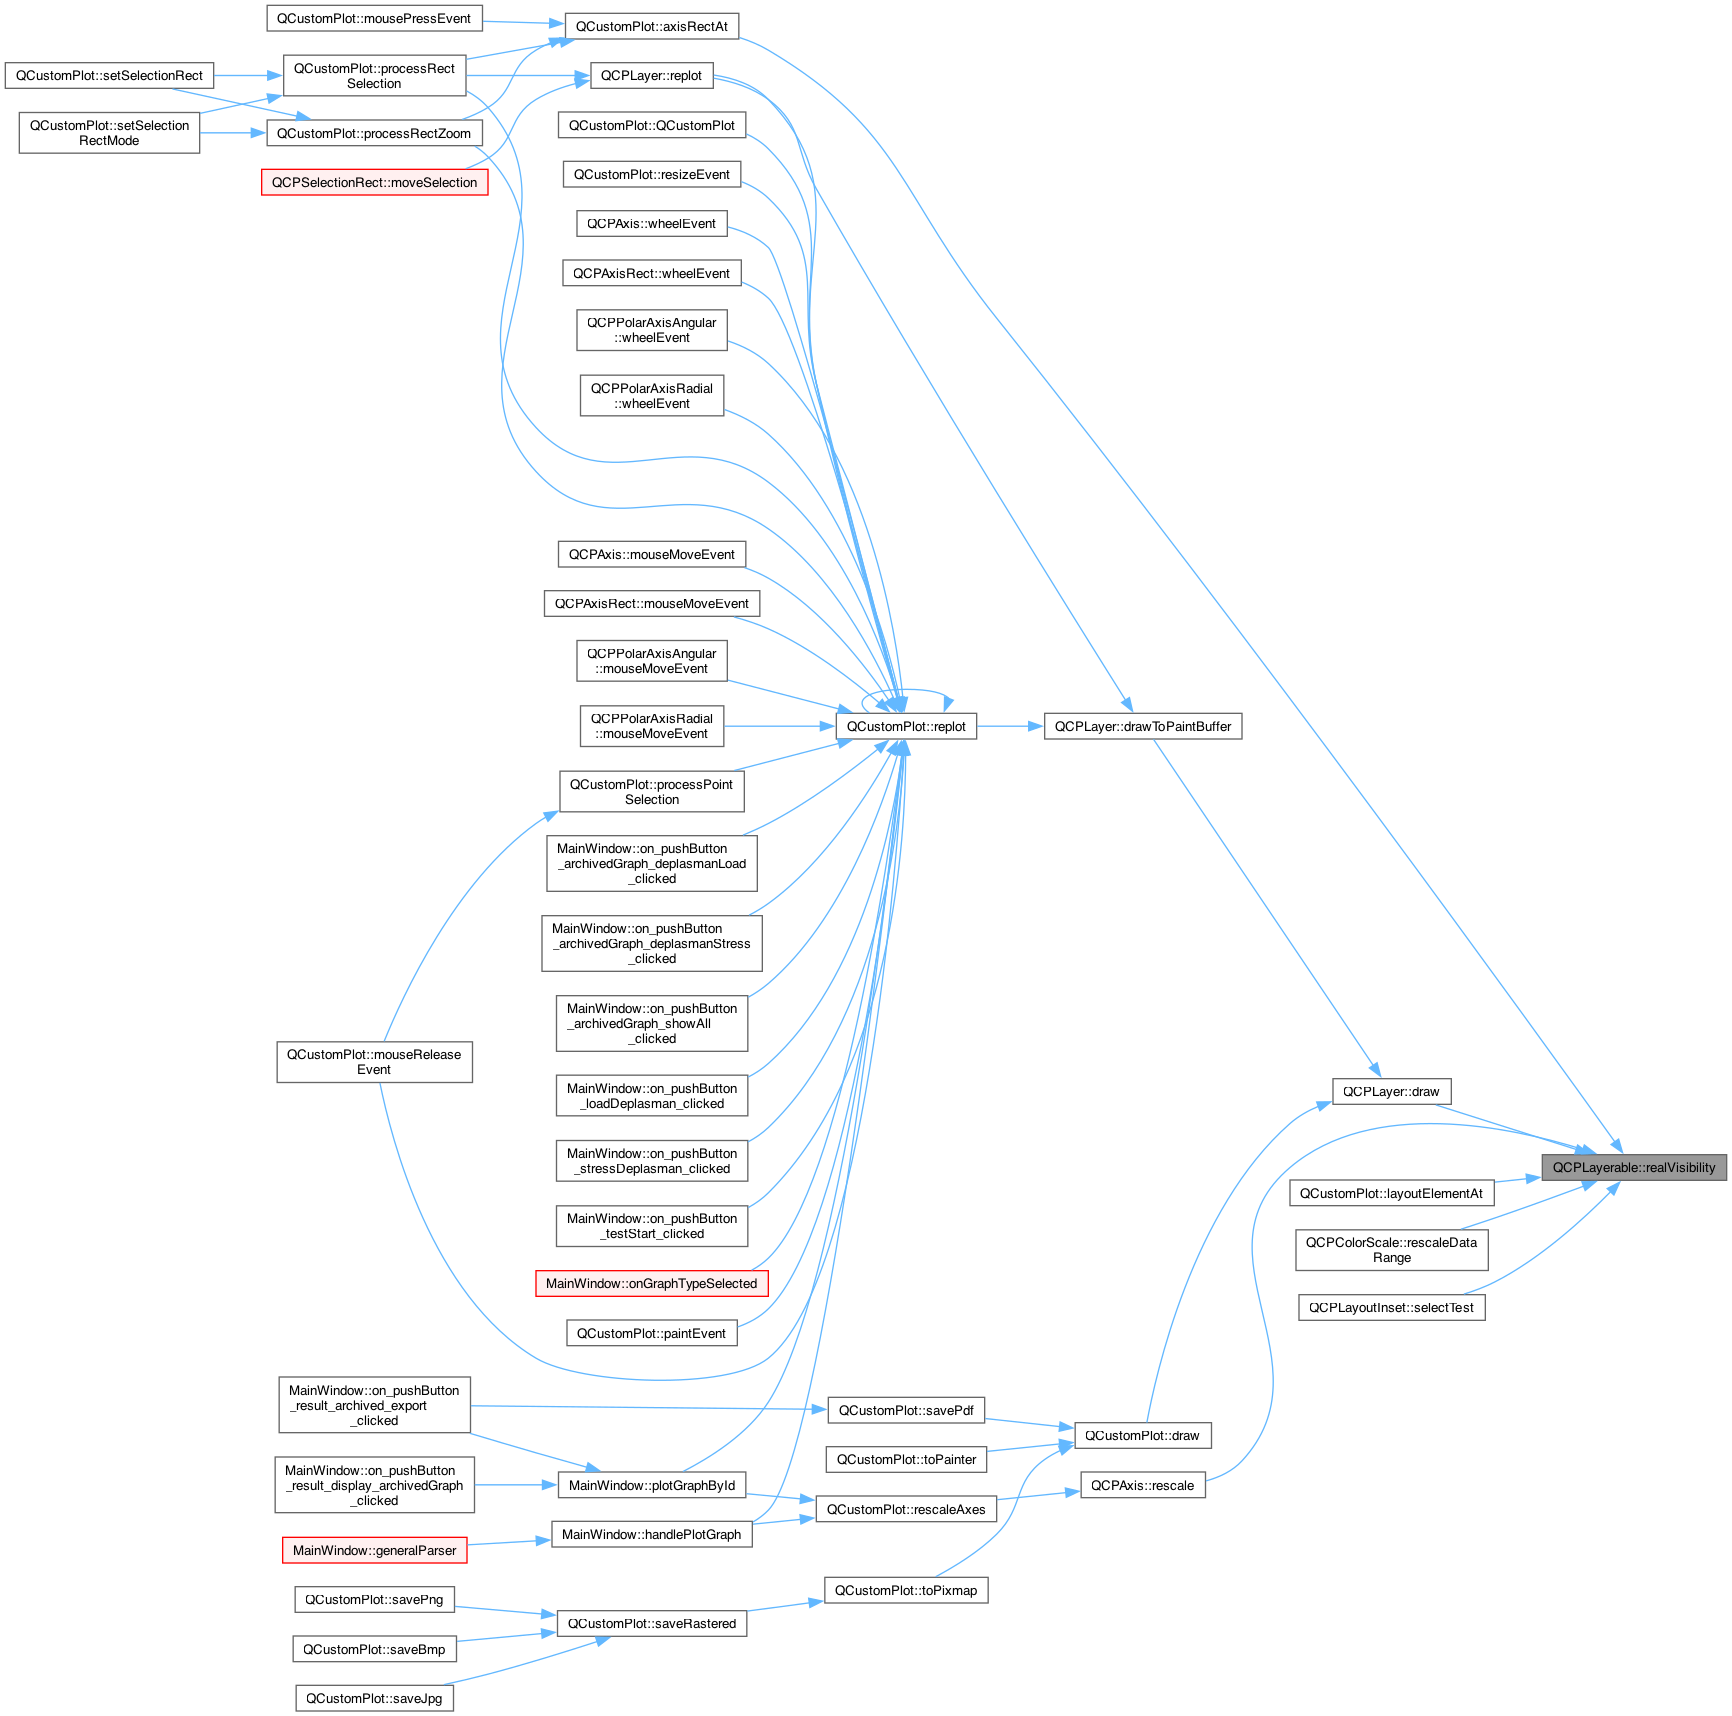 QCustomPlot::mousePressEvent
QCustomPlot::axisRectAt
QCustomPlot::setSelectionRect
QCustomPlot::processRect
Selection
QCPLayer::replot
QCustomPlot::setSelection
RectMode
QCustomPlot::processRectZoom
QCustomPlot::QCustomPlot
QCPSelectionRect::moveSelection
QCustomPlot::resizeEvent
QCPAxis::wheelEvent
QCPAxisRect::wheelEvent
QCPPolarAxisAngular
::wheelEvent
QCPPolarAxisRadial
::wheelEvent
QCPAxis::mouseMoveEvent
QCPAxisRect::mouseMoveEvent
QCPPolarAxisAngular
::mouseMoveEvent
QCPPolarAxisRadial
::mouseMoveEvent
QCustomPlot::replot
QCPLayer::drawToPaintBuffer
QCustomPlot::processPoint
Selection
MainWindow::on_pushButton
_archivedGraph_deplasmanLoad
_clicked
MainWindow::on_pushButton
_archivedGraph_deplasmanStress
_clicked
MainWindow::on_pushButton
_archivedGraph_showAll
_clicked
QCustomPlot::mouseRelease
Event
MainWindow::on_pushButton
_loadDeplasman_clicked
QCPLayer::draw
MainWindow::on_pushButton
_stressDeplasman_clicked
QCPLayerable::realVisibility
QCustomPlot::layoutElementAt
MainWindow::on_pushButton
_testStart_clicked
QCPColorScale::rescaleData
Range
MainWindow::onGraphTypeSelected
QCPLayoutInset::selectTest
QCustomPlot::paintEvent
MainWindow::on_pushButton
_result_archived_export
_clicked
QCustomPlot::savePdf
QCustomPlot::draw
QCustomPlot::toPainter
MainWindow::on_pushButton
_result_display_archivedGraph
_clicked
MainWindow::plotGraphById
QCPAxis::rescale
QCustomPlot::rescaleAxes
MainWindow::handlePlotGraph
MainWindow::generalParser
QCustomPlot::toPixmap
QCustomPlot::savePng
QCustomPlot::saveRastered
QCustomPlot::saveBmp
QCustomPlot::saveJpg